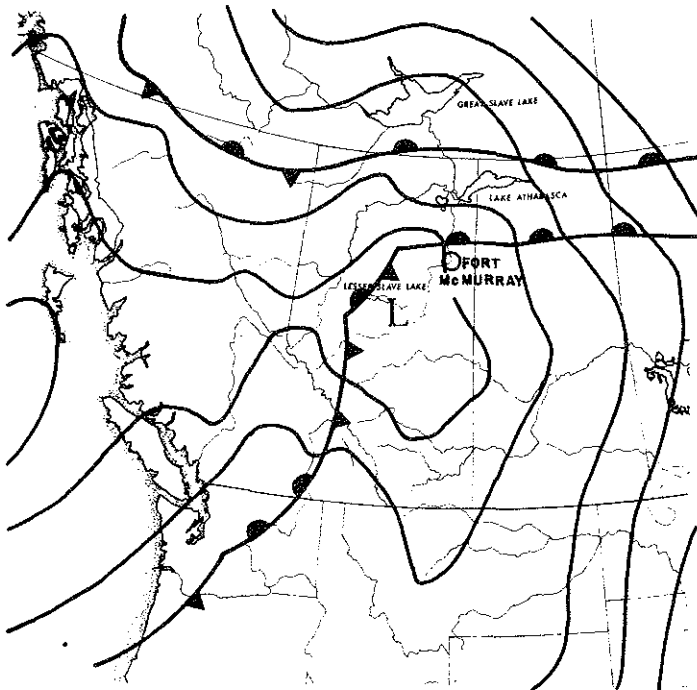 GREAT SLAVE LAKE
LAKE ATHABASCA
FORT
McMURRAY
LESSER SLAVE LAKE
L